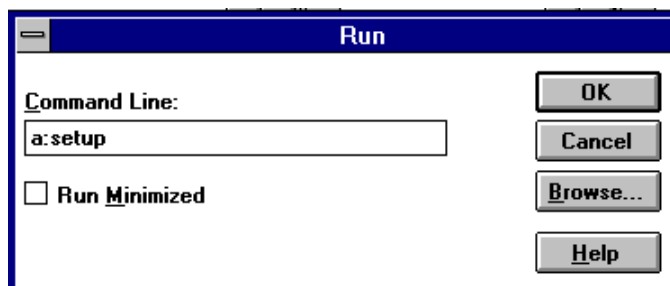 Run
Command Line:
a:setup
Run Minimized
OK
Cancel
Browse...
Help